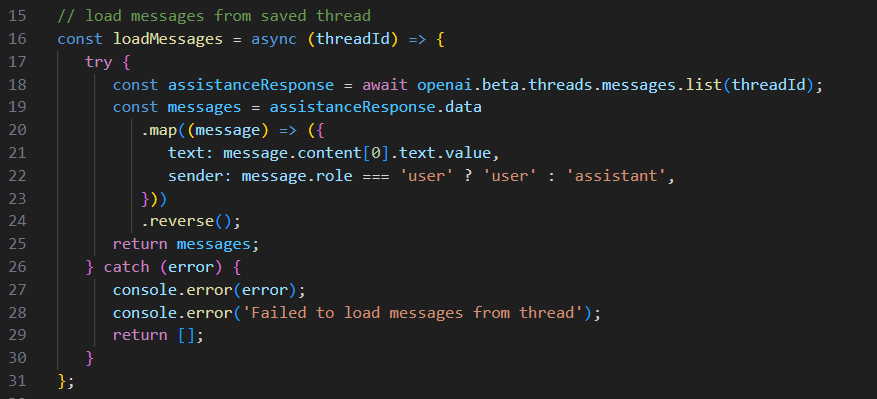 15 // load messages from saved thread
16 const loadMessages = async (threadId) => {
17 try {
18 const assistanceResponse = await openai.beta.threads.messages.list(threadId);
19 const messages = assistanceResponse.data
20 .map((message) => ({
21 text: message.content[0].text.value,
22 sender: message.role === 'user' ? 'user' : 'assistant',
23 }))
24 .reverse();
25 return messages;
26 } catch (error) {
27 console.error(error);
28 console.error('Failed to load messages from thread');
29 return [];
30 }
31 };